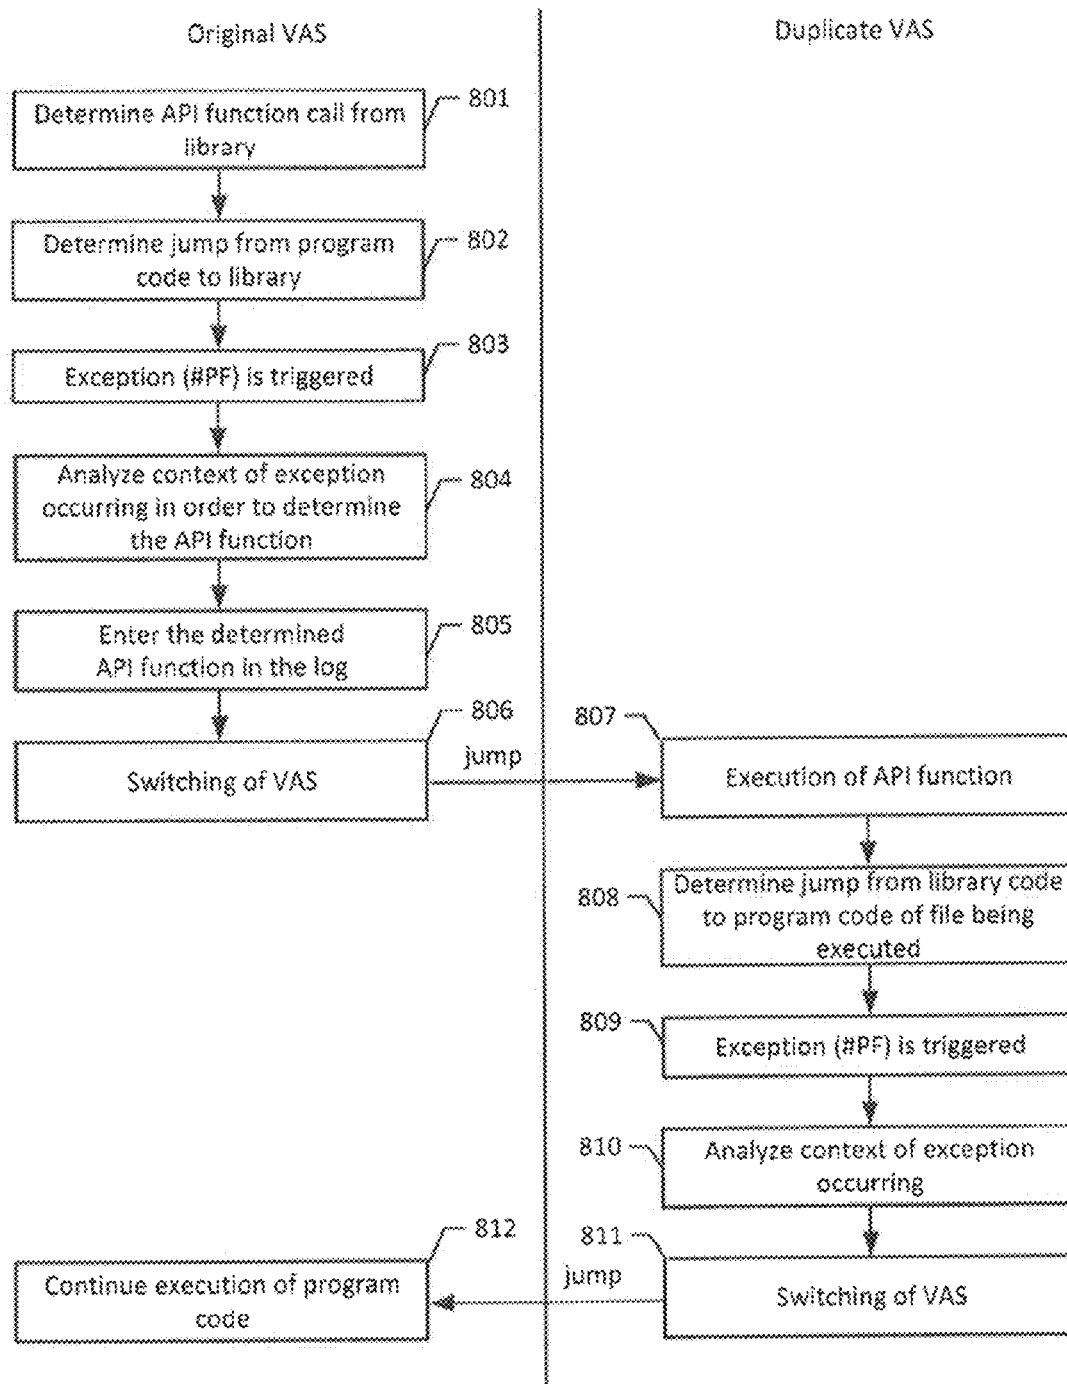 Original VAS
Duplicate VAS
801
Determine API function call from
library
802
Determine jump from program
code to library
803
Exception (#PF) is triggered
804
Analyze context of exception
occurring in order to determine
the API function
805
Enter the determined
API function in the log
806
Switching of VAS
jump
807
Execution of API function
808
Determine jump from library code
to program code of file being
executed
809
Exception (#PF) is triggered
810
Analyze context of exception
occurring
811
Switching of VAS
jump
812
Continue execution of program
code